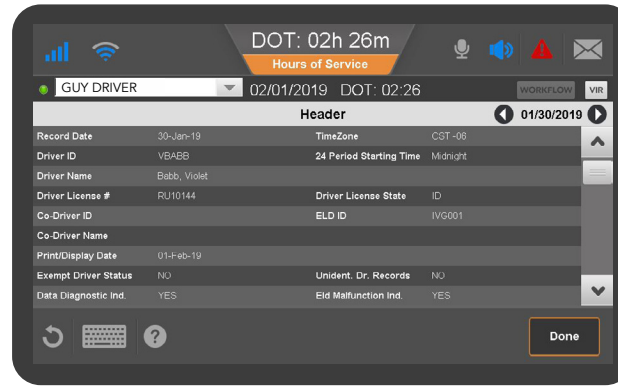 DOT: 02h 26m
Hours of Service
GUY DRIVER 02/01/2019 DOT: 02:26 WORKFLOW VIR
Header 01/30/2019
Record Date 30-Jan-19 TimeZone CST -06
Driver ID VBABB 24 Period Starting Time Midnight
Driver Name Babb, Violet
Driver License # RU10144 Driver License State ID
Co-Driver ID ELD ID IVG001
Co-Driver Name
Print/Display Date 01-Feb-19
Exempt Driver Status NO Unident. Dr. Records NO
Data Diagnostic Ind. YES Eld Malfunction Ind. YES
? Done